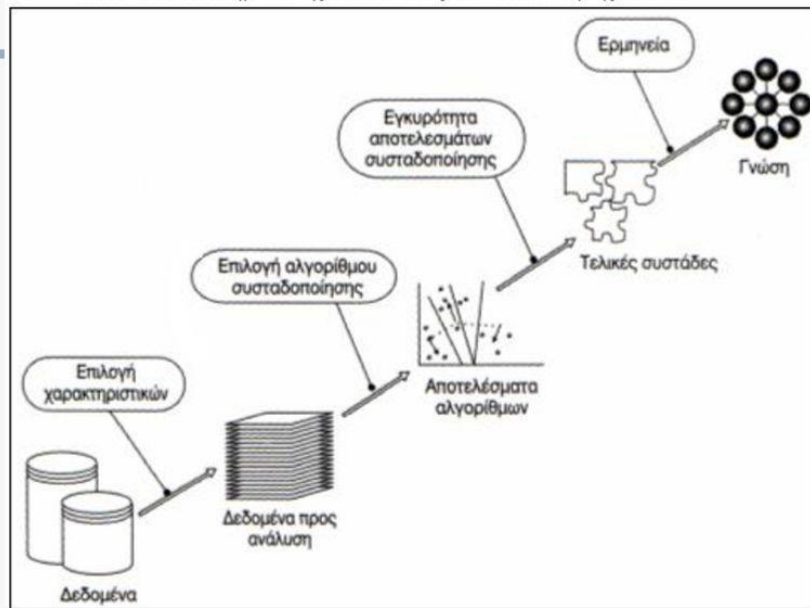 Ερμηνεία
Γνώση
Εγκυρότητα
αποτελεσμάτων
συσταδοποίησης
Τελικές συστάδες
Επιλογή αλγορίθμου
συσταδοποίησης
Αποτελέσματα
αλγορίθμων
Επιλογή
χαρακτηριστικών
Δεδομένα προς
ανάλυση
Δεδομένα